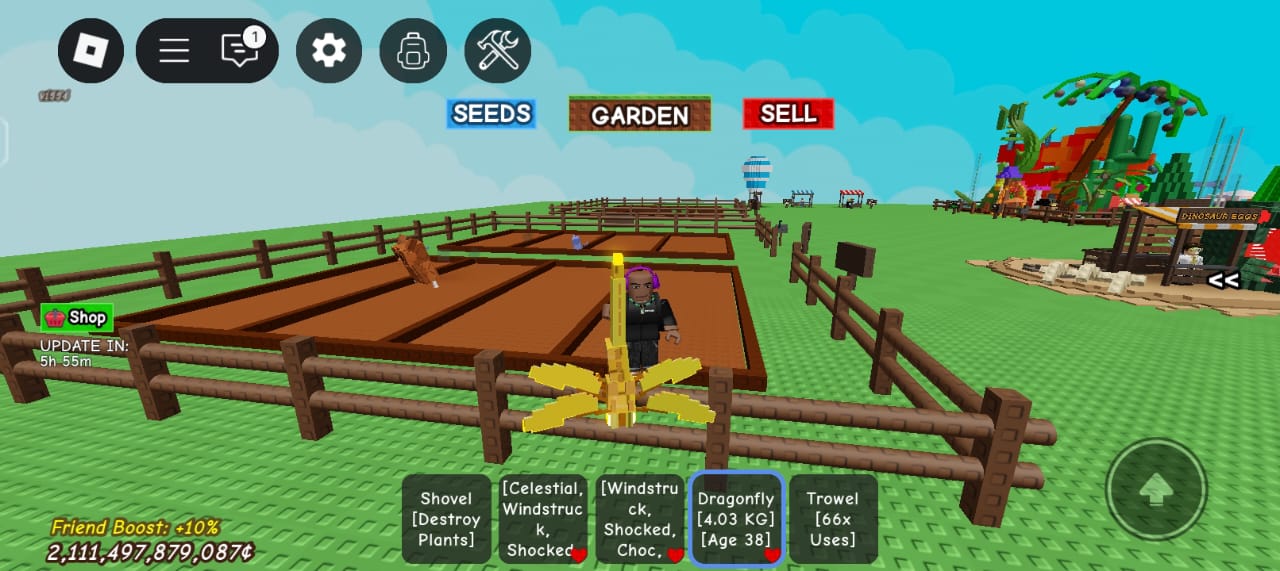 1
SEEDS
GARDEN
SELL
DINOSAUR EGGS
<<
Shop
UPDATE IN:
5h 55m
Friend Boost: +10%
2,111,497,879,087¢
Shovel
[Destroy
Plants]
[Celestial,
Windstruc
k,
Shocked
[Windstru
ck,
Shocked,
Choc,
Dragonfly
[4.03 KG]
[Age 38]
Trowel
[66x
Uses]